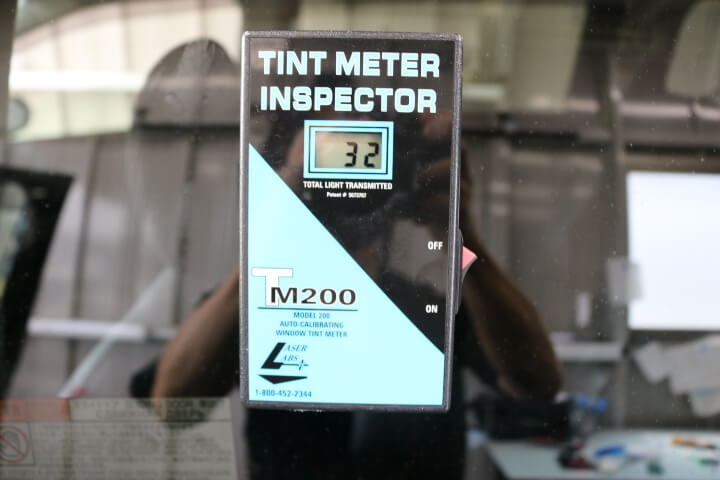 TINT METER
INSPECTOR
32
TOTAL LIGHT TRANSMITTED
OFF
TM200
ON
MODEL 200
AUTO-CALIBRATING
WINDOW TINT METER
LASER
LABS
1-800-452-2344